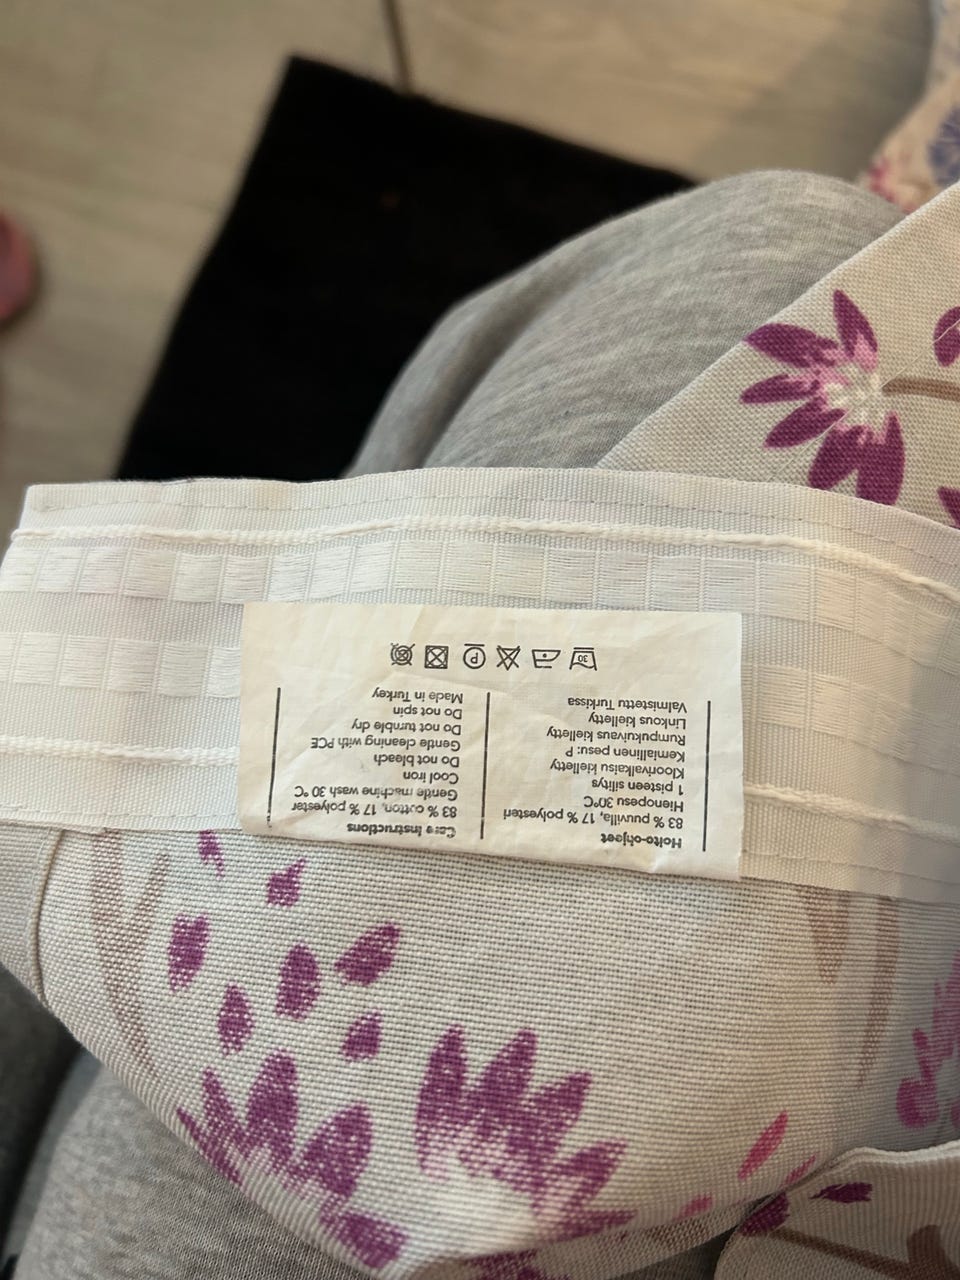 Hoito-ohjeet
83 % puuvilla, 17 % polyesteri
Hienopesu 30°C
1 pisteen silitys
Kloorivalkaisu kielletty
Kemiallinen pesu: P
Rumpukuivaus kielletty
Linkous kielletty
Valmistettu Turkissa
Care Instructions
83 % cotton, 17 % polyester
Gentle machine wash 30 °C
Cool iron
Do not bleach
Gentle cleaning with PCE
Do not tumble dry
Do not spin
Made in Turkey
30 P